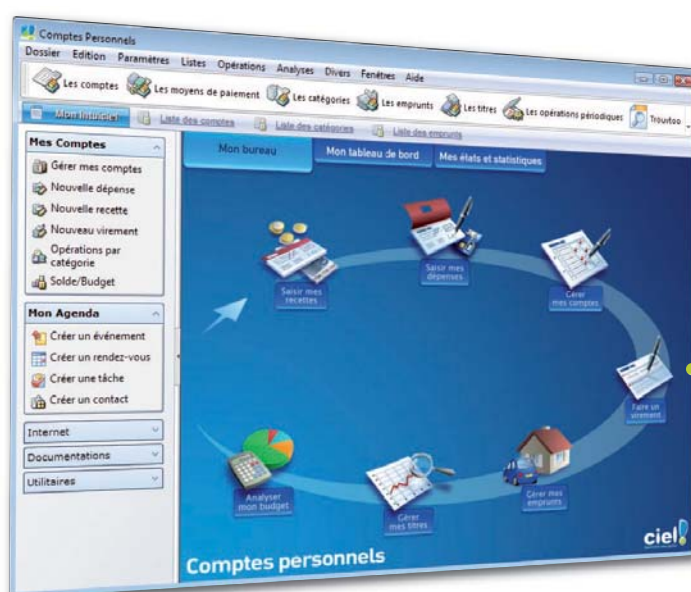 Comptes Personnels
Dossier Edition Paramètres Listes Opérations Analyses Divers Fenêtres Aide
Les comptes Les moyens de paiement Les catégories Les emprunts Les titres Les opérations périodiques Trouvtoo
Mon Intuiciel Liste des comptes Liste des catégories Liste des emprunts
Mes Comptes
Gérer mes comptes
Nouvelle dépense
Nouvelle recette
Nouveau virement
Opérations par
catégorie
Solde/Budget
Mon Agenda
Créer un événement
Créer un rendez-vous
Créer une tâche
Créer un contact
Internet
Documentations
Utilitaires
Mon bureau Mon tableau de bord Mes états et statistiques
Saisir mes
recettes
Saisir mes
dépenses
Gérer
mes comptes
Faire un
virement
Gérer mes
emprunts
Gérer
mes titres
Analyser
mon budget
Comptes personnels
ciel!